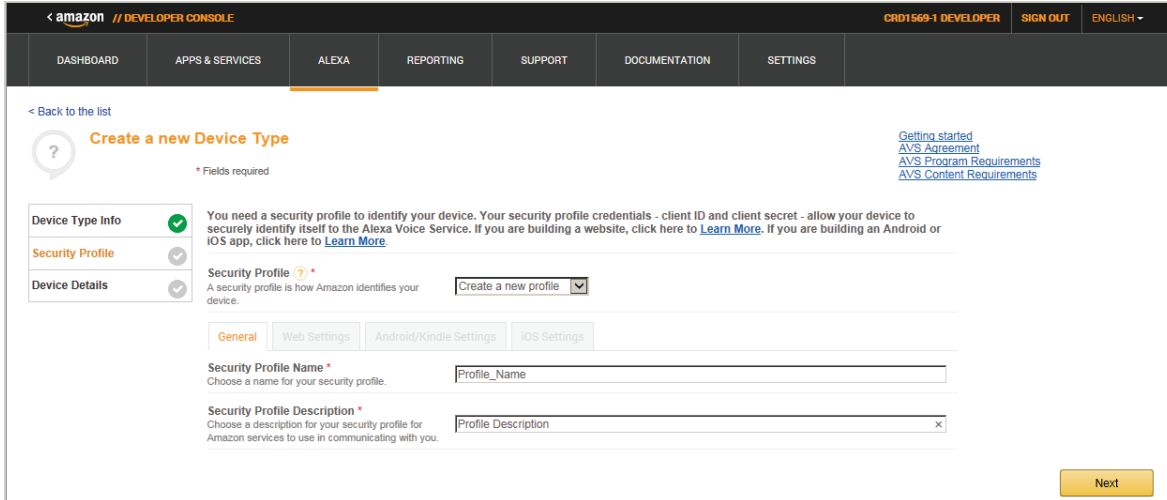 < amazon // DEVELOPER CONSOLE
CRD1569-1 DEVELOPER
SIGN OUT
ENGLISH
DASHBOARD
APPS & SERVICES
ALEXA
REPORTING
SUPPORT
DOCUMENTATION
SETTINGS
< Back to the list
?
Create a new Device Type
* Fields required
Getting started
AVS Agreement
AVS Program Requirements
AVS Content Requirements
Device Type Info
Security Profile
Device Details
You need a security profile to identify your device. Your security profile credentials - client ID and client secret - allow your device to
securely identify itself to the Alexa Voice Service. If you are building a website, click here to Learn More. If you are building an Android or
iOS app, click here to Learn More.
Security Profile ? *
A security profile is how Amazon identifies your
device.
Create a new profile
General
Web Settings
Android/Kindle Settings
iOS Settings
Security Profile Name *
Choose a name for your security profile.
Profile_Name
Security Profile Description *
Choose a description for your security profile for
Amazon services to use in communicating with you.
Profile Description
×
Next